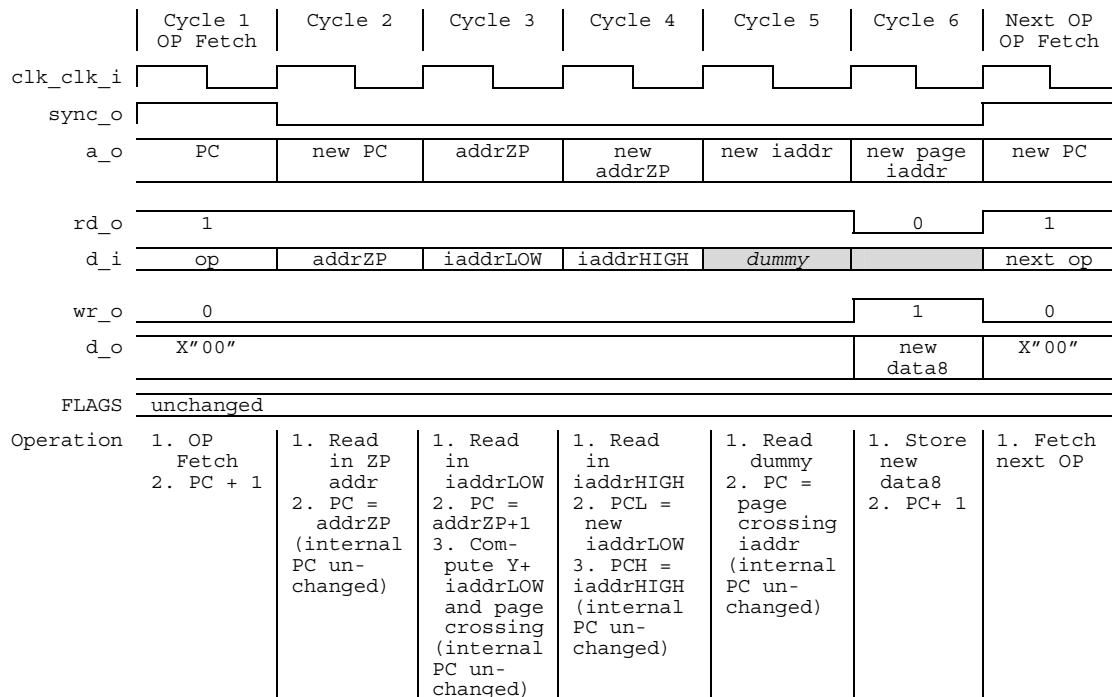 Cycle 1 Cycle 2 Cycle 3 Cycle 4 Cycle 5 Cycle 6 Next OP
OP Fetch OP Fetch
clk_clk_i
sync_o
a_o PC new PC addrZP new addrZP new iaddr new page iaddr new PC
rd_o 1 0 1
d_i op addrZP iaddrLOW iaddrHIGH dummy next op
wr_o 0 1 0
d_o X"00" new data8 X"00"
FLAGS unchanged
Operation
1. OP
Fetch
2. PC + 1
1. Read
in ZP
addr
2. PC =
addrZP
(internal
PC un-
changed)
1. Read
in
iaddrLOW
2. PC =
addrZP+1
3. Com-
pute Y+
iaddrLOW
and page
crossing
(internal
PC un-
changed)
1. Read
in
iaddrHIGH
2. PCL =
new
iaddrLOW
3. PCH =
iaddrHIGH
(internal
PC un-
changed)
1. Read
dummy
2. PC =
page
crossing
iaddr
(internal
PC un-
changed)
1. Store
new
data8
2. PC+ 1
1. Fetch
next OP